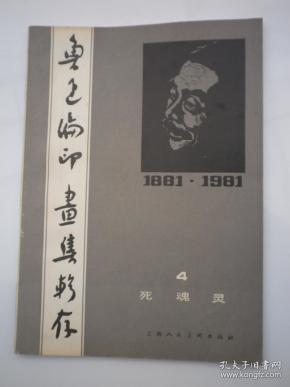 鲁迅编印画集辑存
1881·1981
4
死魂灵
上海人民美术出版社
孔夫子旧书网